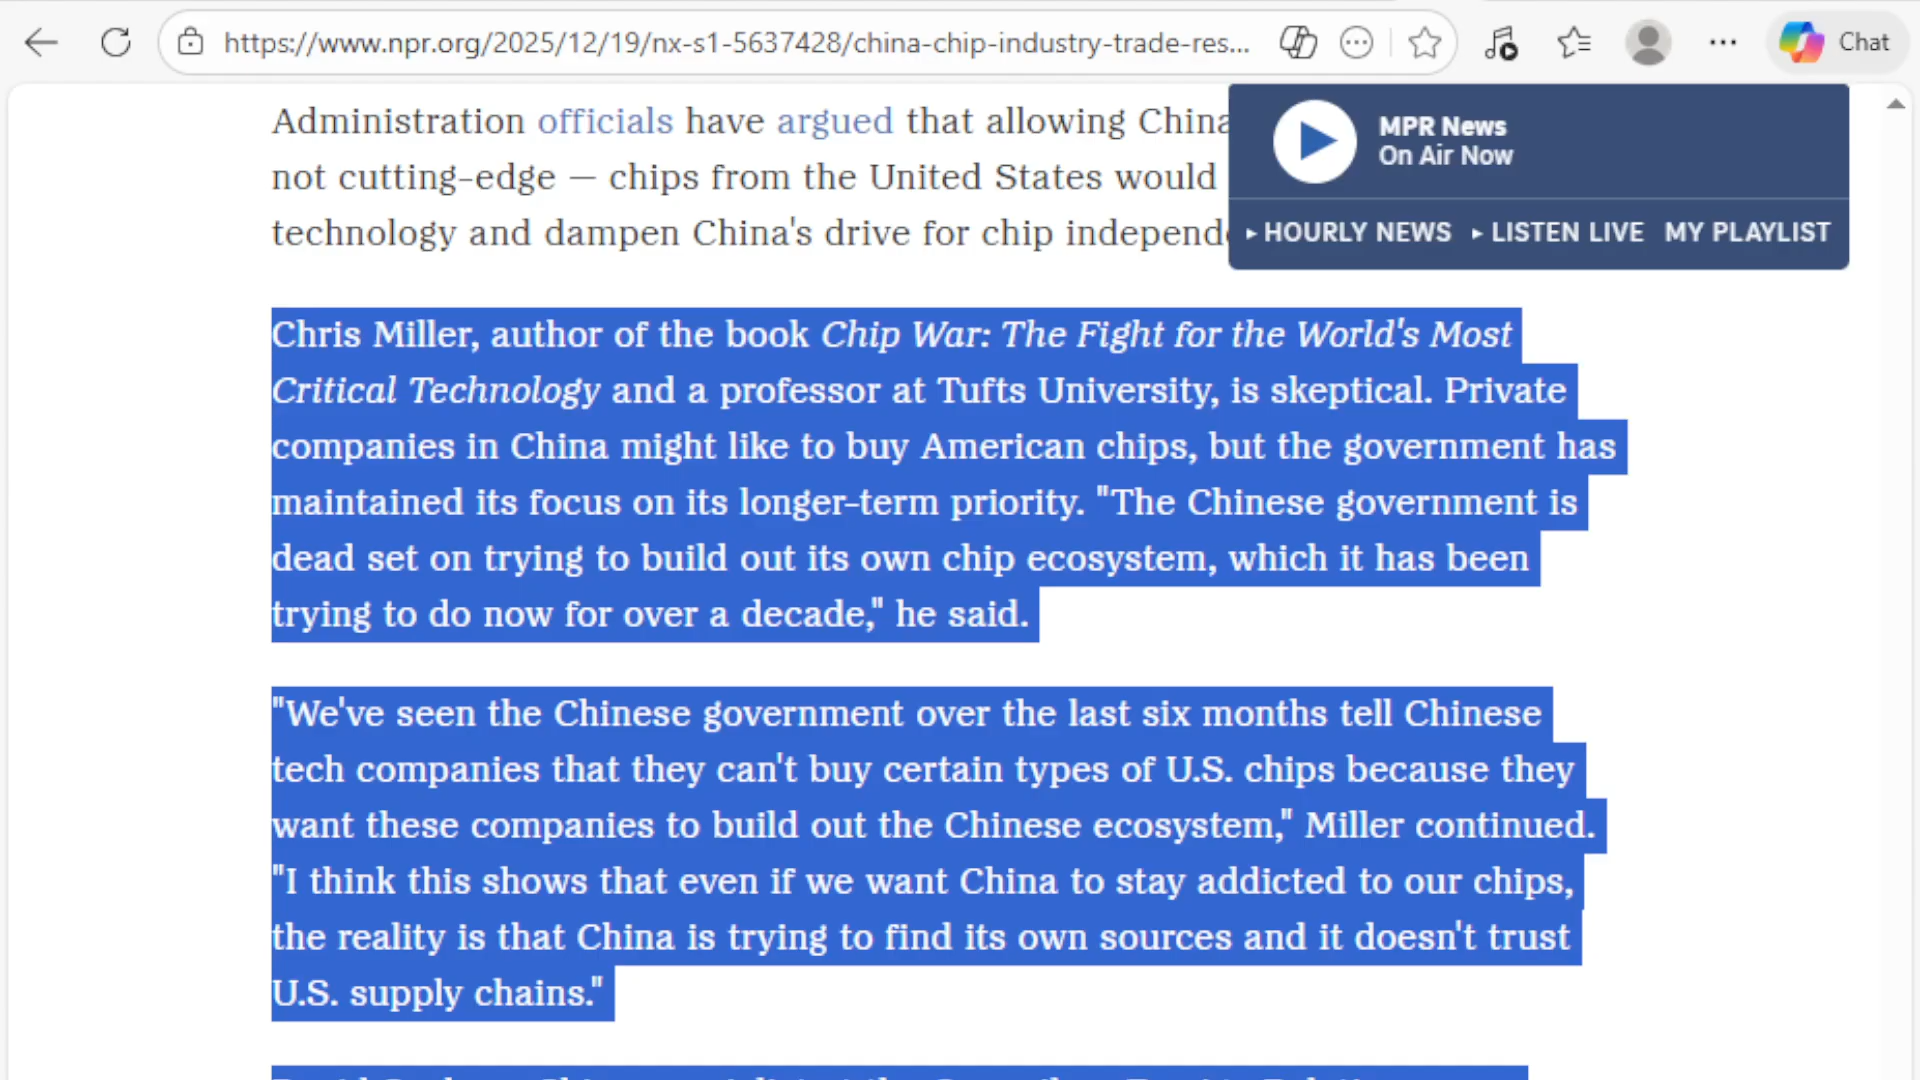 https://www.npr.org/2025/12/19/nx-s1-5637428/china-chip-industry-trade-res...
Chat
MPR News
On Air Now
▸ HOURLY NEWS ▸ LISTEN LIVE MY PLAYLIST
Administration officials have argued that allowing China
not cutting-edge — chips from the United States would
technology and dampen China's drive for chip
Chris Miller, author of the book Chip War: The Fight for the World's Most
Critical Technology and a professor at Tufts University, is skeptical. Private
companies in China might like to buy American chips, but the government has
maintained its focus on its longer-term priority. "The Chinese government is
dead set on trying to build out its own chip ecosystem, which it has been
trying to do now for over a decade," he said.
"We've seen the Chinese government over the last six months tell Chinese
tech companies that they can't buy certain types of U.S. chips because they
want these companies to build out the Chinese ecosystem," Miller continued.
"I think this shows that even if we want China to stay addicted to our chips,
the reality is that China is trying to find its own sources and it doesn't trust
U.S. supply chains."